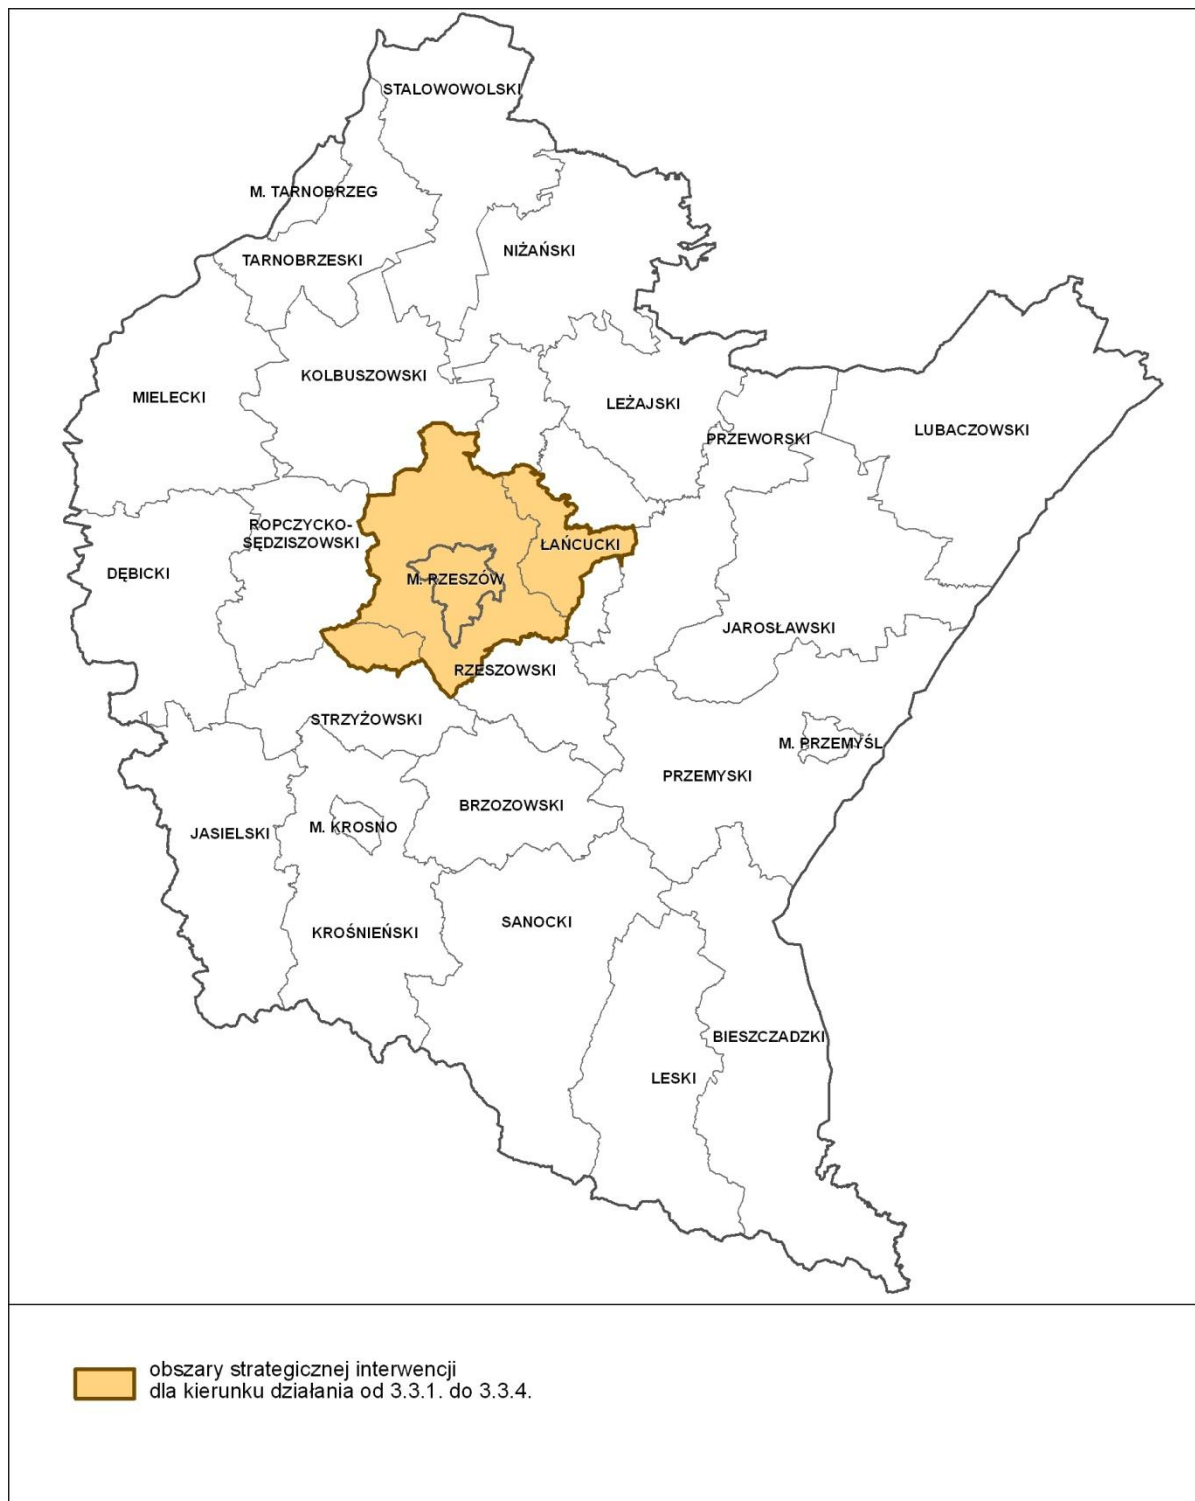 STALOWOWOLSKI
M. TARNOBRZEG
NIŻAŃSKI
TARNOBRZESKI
KOLBUSZOWSKI
MIELECKI
LEŻAJSKI
LUBACZOWSKI
PRZEWORSKI
ROPCZYCKO-
SĘDZISZOWSKI
ŁAŃCUCKI
DĘBICKI
M. RZESZÓW
JAROSŁAWSKI
RZESZOWSKI
STRZYŻOWSKI
M. PRZEMYŚL
PRZEMYSKI
BRZOZOWSKI
M. KROSNO
JASIELSKI
SANOCKI
KROŚNIEŃSKI
BIESZCZADZKI
LESKI
obszary strategicznej interwencji
dla kierunku działania od 3.3.1. do 3.3.4.